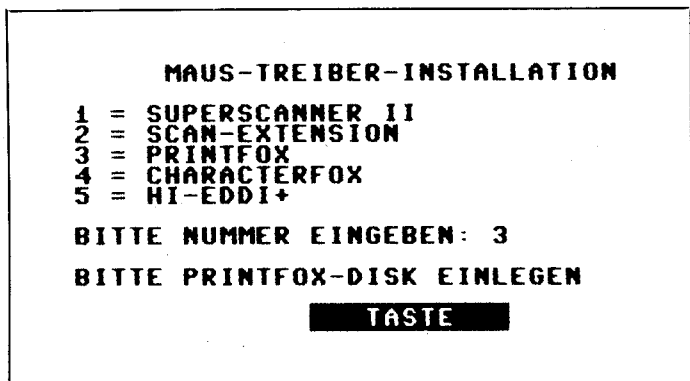 MAUS-TREIBER-INSTALLATION
1 = SUPERSCANNER II
2 = SCAN-EXTENSION
3 = PRINTFOX
4 = CHARACTERFOX
5 = HI-EDDI+
BITTE NUMMER EINGEBEN: 3
BITTE PRINTFOX-DISK EINLEGEN
TASTE